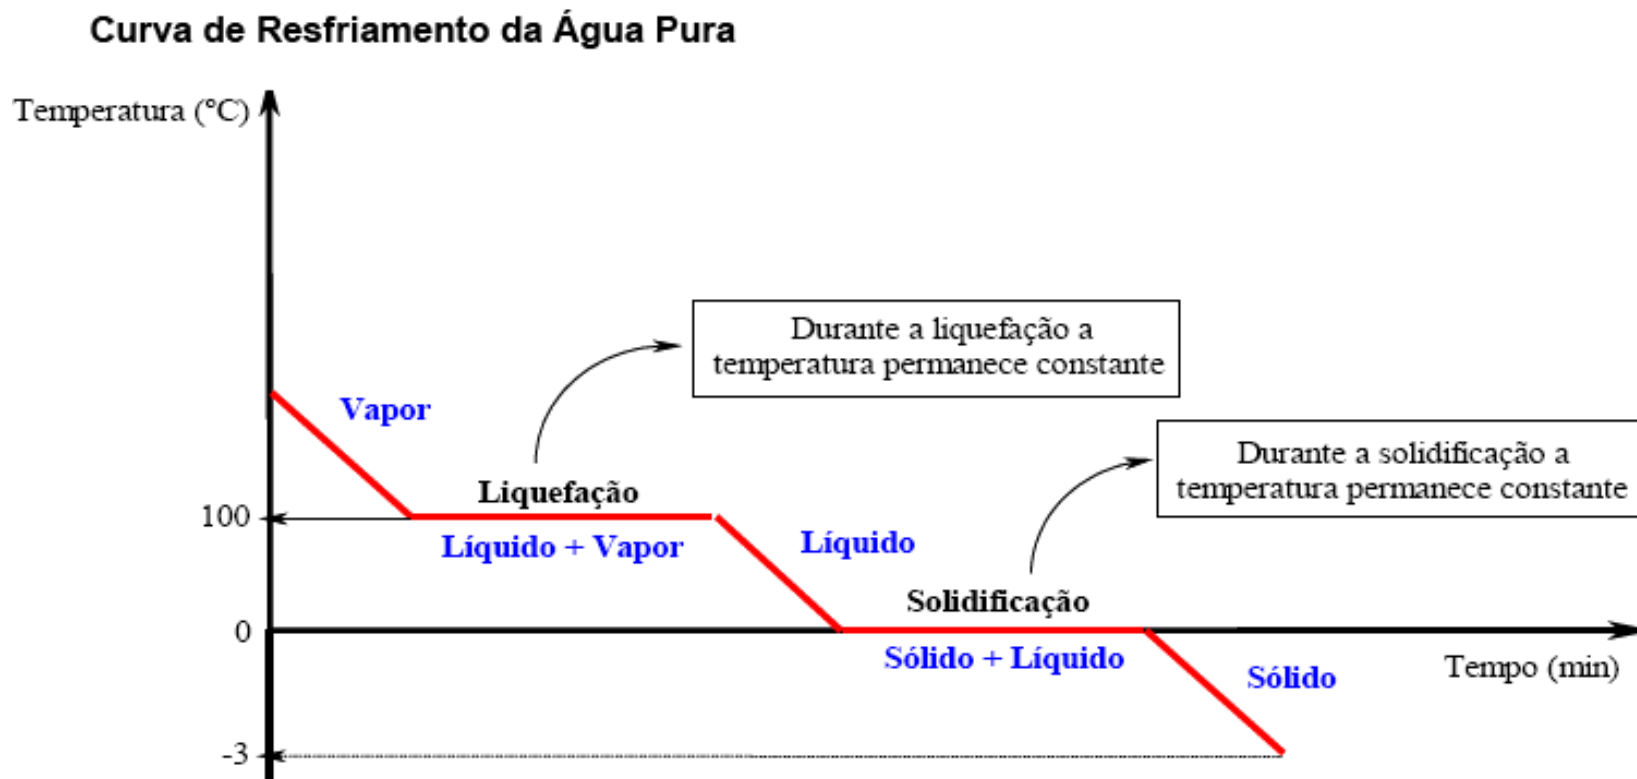 Curva de Resfriamento da Água Pura
Temperatura (°C)
Durante a liquefação a
temperatura permanece constante
Vapor
Durante a solidificação a
temperatura permanece constante
Liquefação
100
Líquido + Vapor
Líquido
Solidificação
0
Sólido + Líquido
Tempo (min)
Sólido
-3